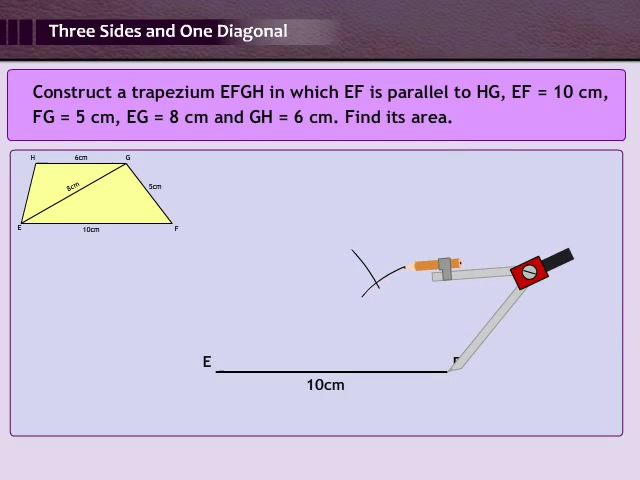 Three Sides and One Diagonal
Construct a trapezium EFGH in which EF is parallel to HG, EF = 10 cm,
FG = 5 cm, EG = 8 cm and GH = 6 cm. Find its area.
H 6cm G
8cm 5cm
E 10cm F
E F
10cm